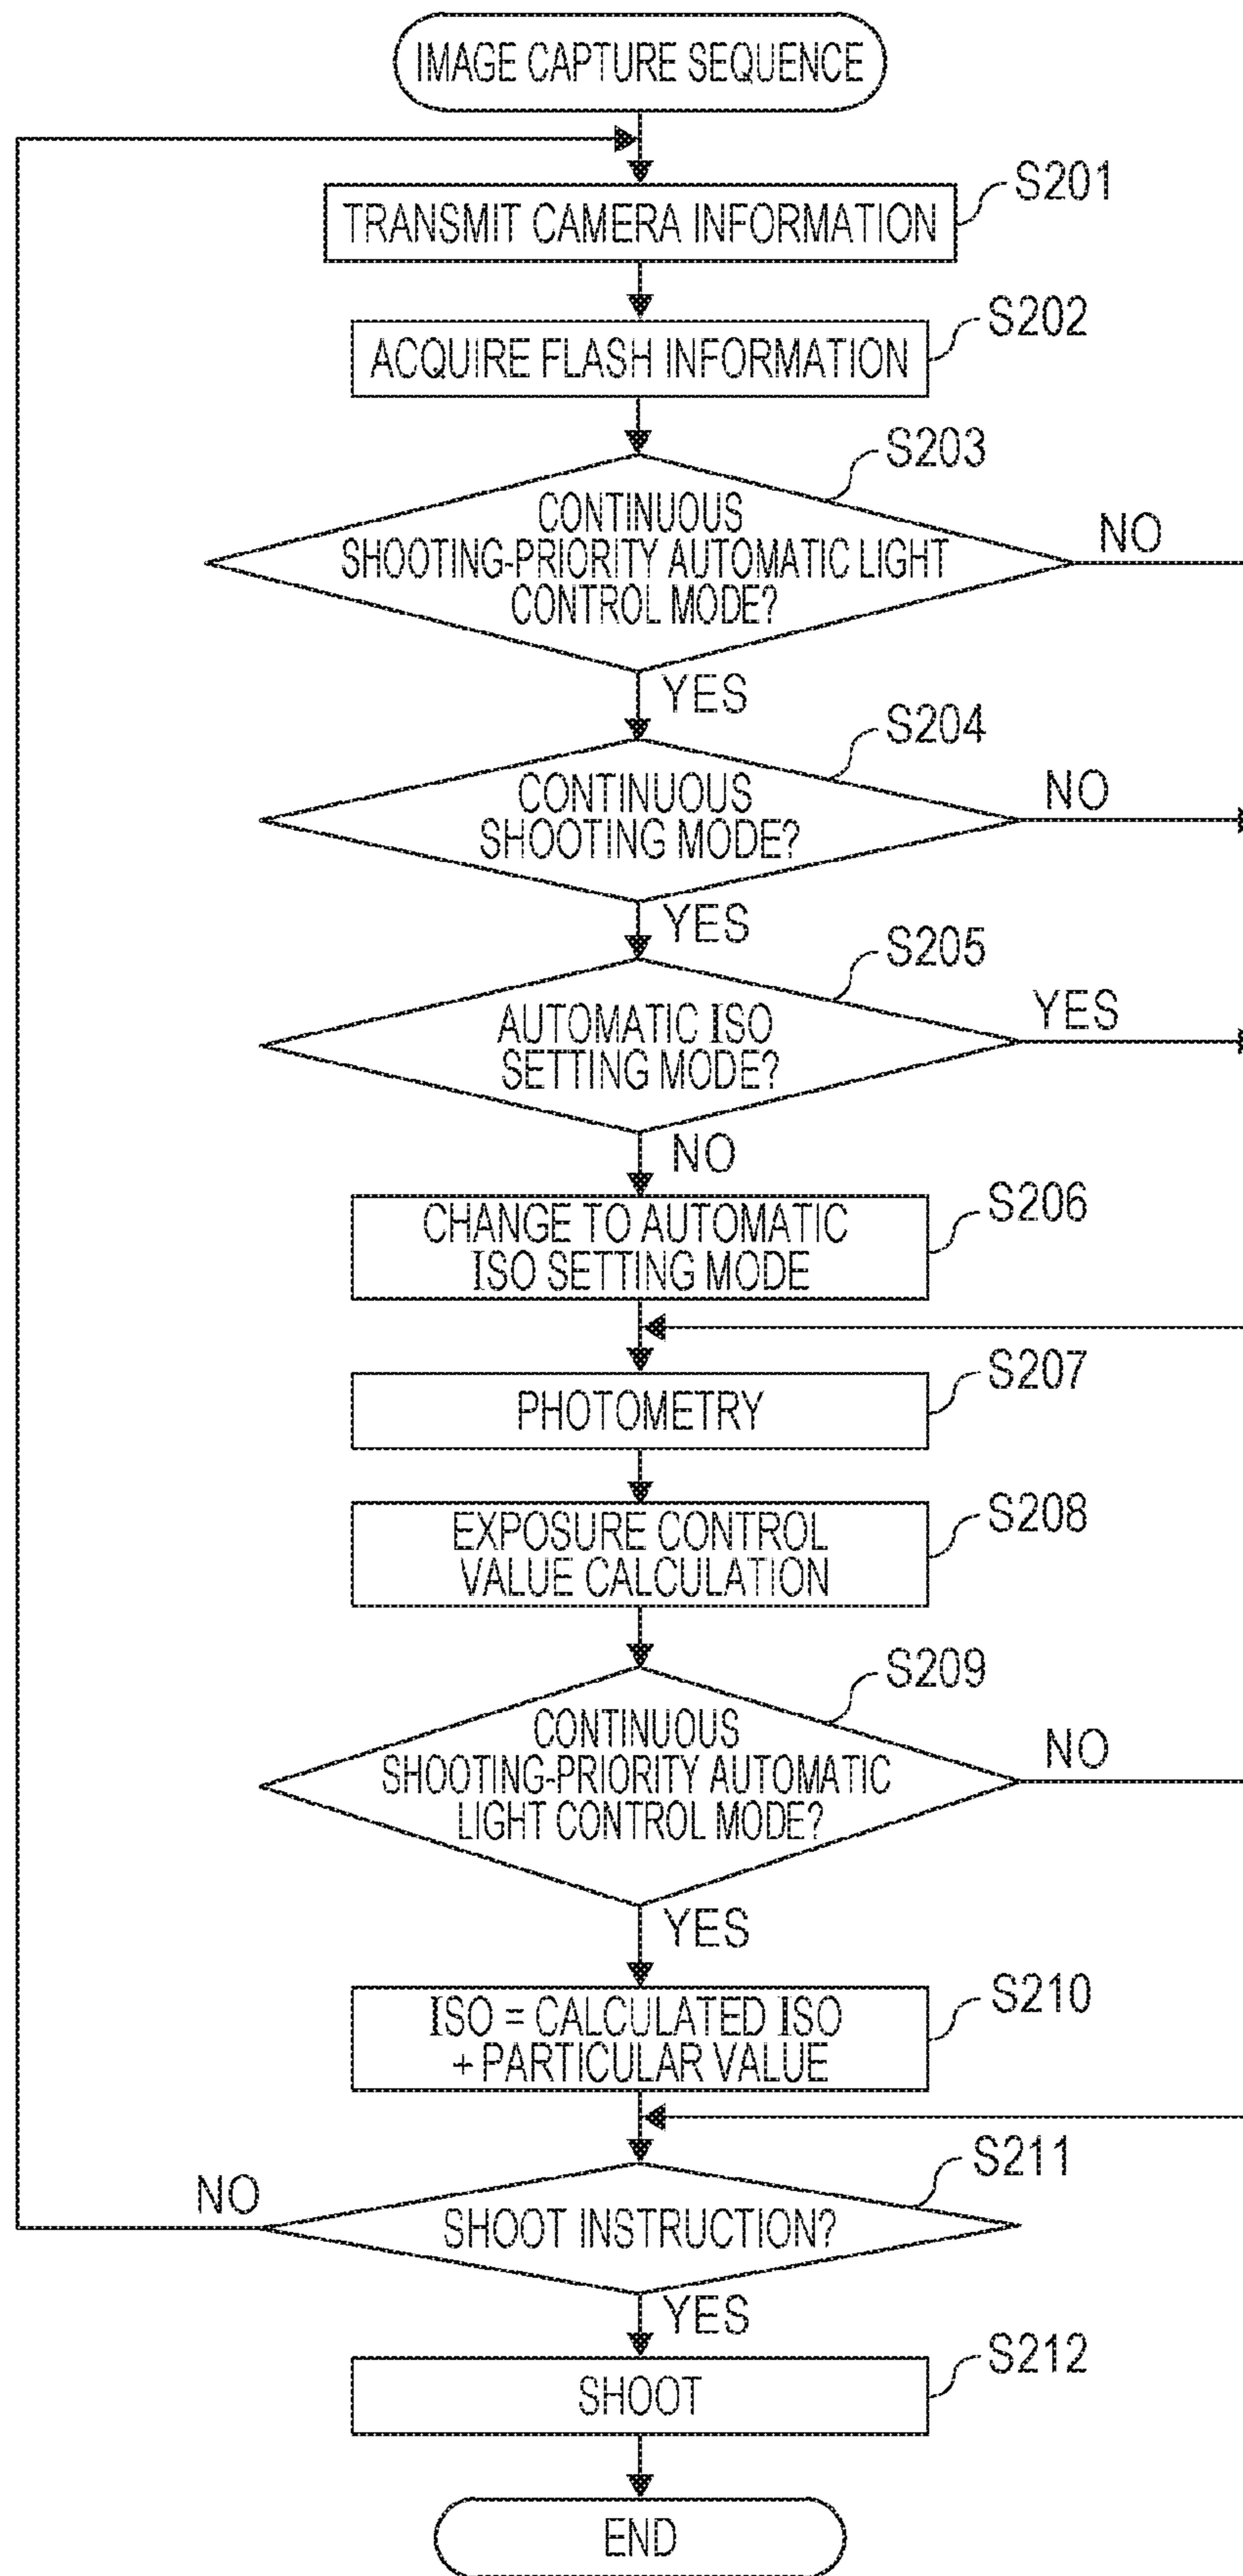 IMAGE CAPTURE SEQUENCE
S201
TRANSMIT CAMERA INFORMATION
S202
ACQUIRE FLASH INFORMATION
S203
CONTINUOUS
SHOOTING-PRIORITY AUTOMATIC LIGHT
CONTROL MODE?
NO
YES
S204
CONTINUOUS
SHOOTING MODE?
NO
YES
S205
AUTOMATIC ISO
SETTING MODE?
YES
NO
S206
CHANGE TO AUTOMATIC
ISO SETTING MODE
S207
PHOTOMETRY
S208
EXPOSURE CONTROL
VALUE CALCULATION
S209
CONTINUOUS
SHOOTING-PRIORITY AUTOMATIC
LIGHT CONTROL MODE?
NO
YES
S210
ISO = CALCULATED ISO
+ PARTICULAR VALUE
S211
SHOOT INSTRUCTION?
NO
YES
S212
SHOOT
END